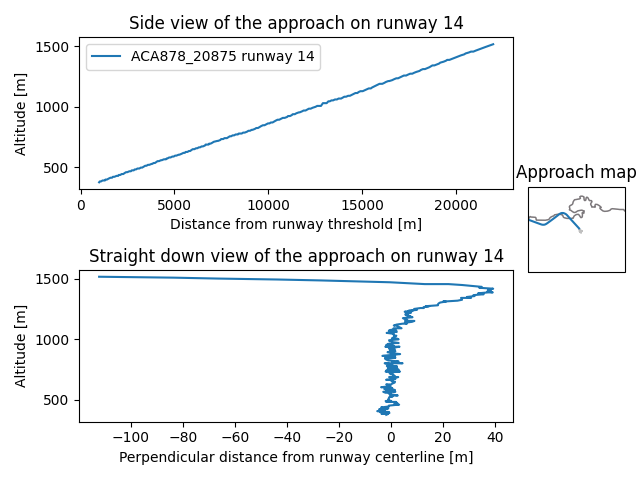 Side view of the approach on runway 14
1500
1000
500
Altitude [m]
ACA878_20875 runway 14
0
5000
10000
15000
20000
Distance from runway threshold [m]
Approach map
Straight down view of the approach on runway 14
1500
1000
500
Altitude [m]
−100
−80
−60
−40
−20
0
20
40
Perpendicular distance from runway centerline [m]